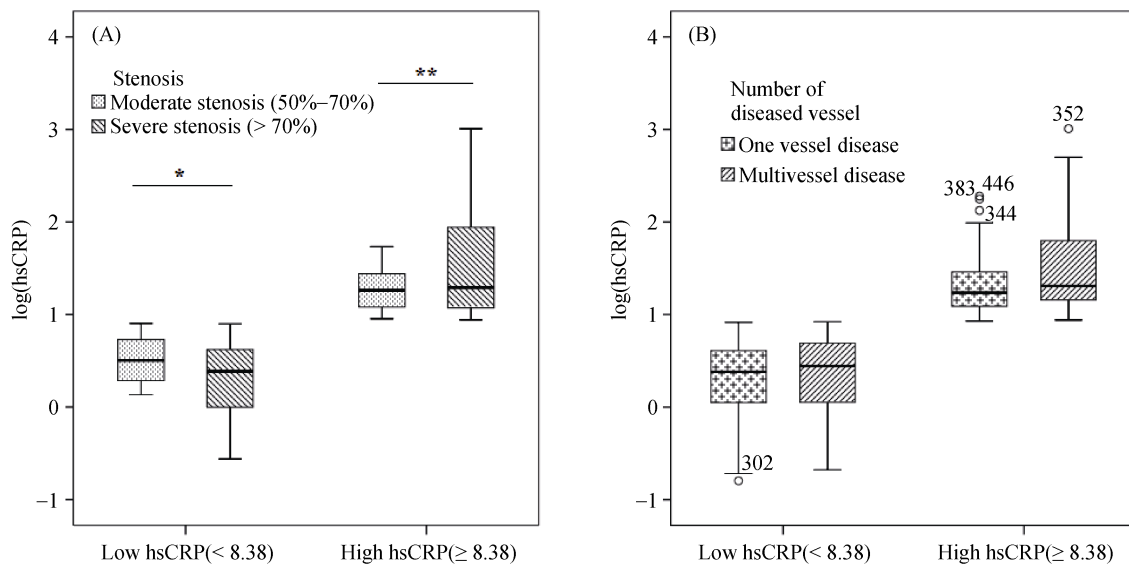 (A)
Stenosis
Moderate stenosis (50%−70%)
Severe stenosis (> 70%)
*
**
log(hsCRP)
4
3
2
1
0
−1
Low hsCRP(< 8.38)
High hsCRP(≥ 8.38)
(B)
Number of
diseased vessel
One vessel disease
Multivessel disease
352
383 446
344
302
log(hsCRP)
4
3
2
1
0
−1
Low hsCRP(< 8.38)
High hsCRP(≥ 8.38)